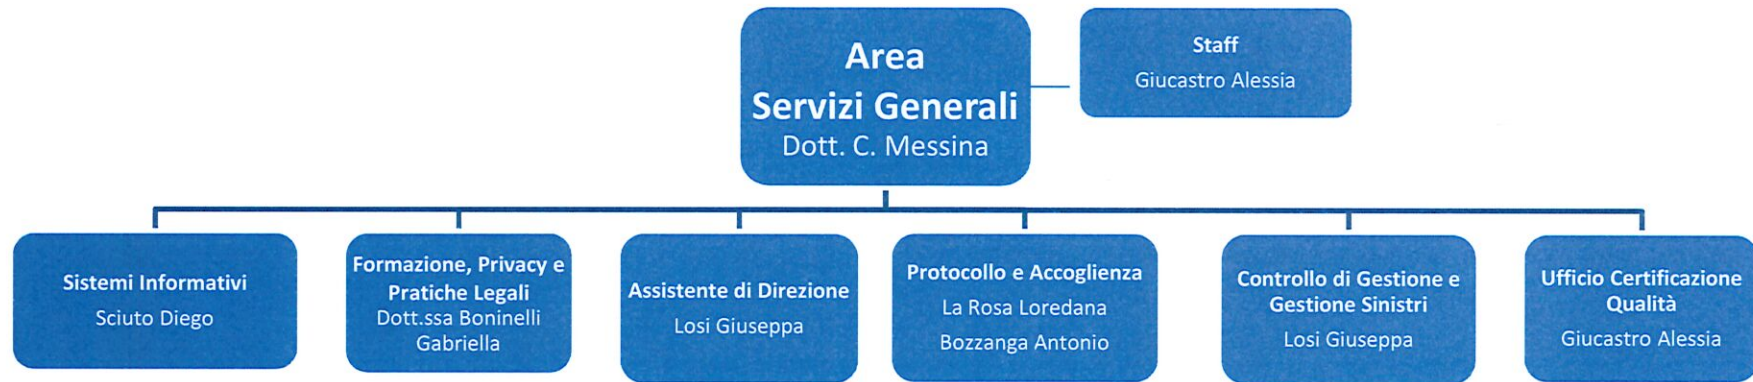 Area
Servizi Generali
Dott. C. Messina
Staff
Giucastro Alessia
Sistemi Informativi
Sciuto Diego
Formazione, Privacy e
Pratiche Legali
Dott.ssa Boninelli
Gabriella
Assistente di Direzione
Losi Giuseppa
Protocollo e Accoglienza
La Rosa Loredana
Bozzanga Antonio
Controllo di Gestione e
Gestione Sinistri
Losi Giuseppa
Ufficio Certificazione
Qualità
Giucastro Alessia